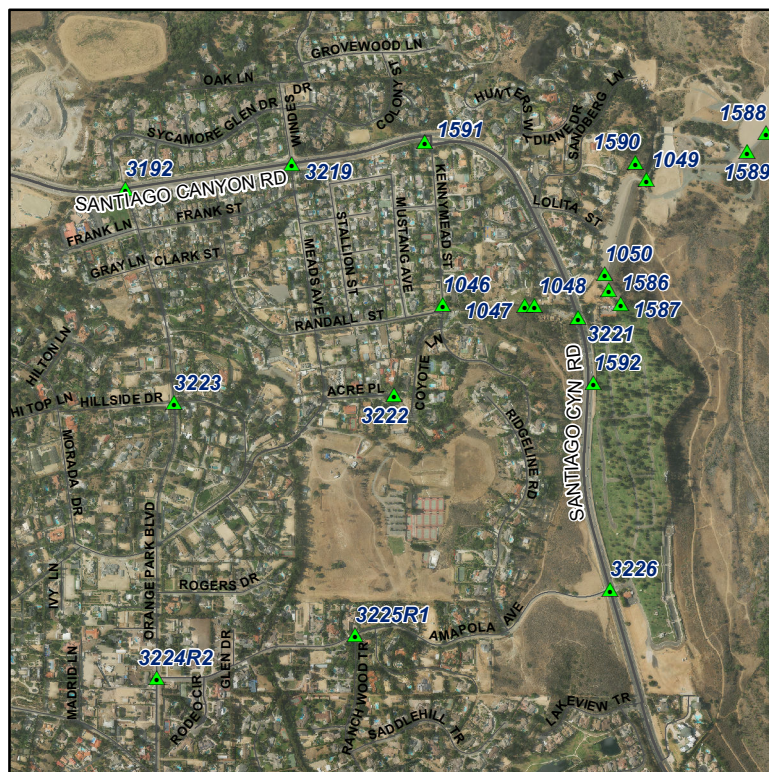 GROVEWOOD LN
OAK LN
WINDES DR
COLONY ST
HUNTERS W
DIANE DR
SANDBERG LN
SYCAMORE GLEN DR
1588
1591
1590
1589
1049
3192
3219
SANTIAGO CANYON RD
FRANK ST
FRANK LN
KENNYMEAD ST
LOLITA ST
STALLION ST
MUSTANG AVE
MEADS AVE
GRAY LN
CLARK ST
1050
1586
1587
1046
1047
1048
RANDALL ST
3221
HILTON LN
COYOTE LN
SANTIAGO CYN RD
1592
3223
ACRE PL
3222
HI TOP LN
HILLSIDE DR
RIDGELINE RD
MORADA DR
ORANGE PARK BLVD
IVY LN
ROGERS DR
3226
3225R1
AMAPOLA AVE
3224R2
GLEN DR
MADRID LN
RODEO CIR
RANCH WOOD TR
SADDLEHILL TR
LAKEVIEW TR